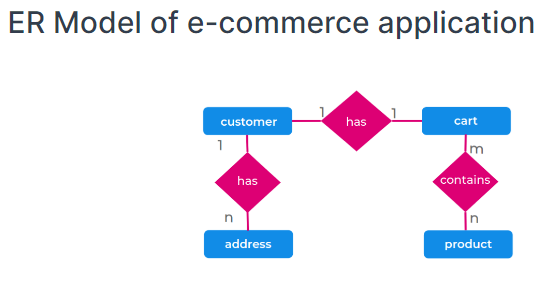 ER Model of e-commerce application
customer 1 has 1 cart
1 m
has contains
n n
address product